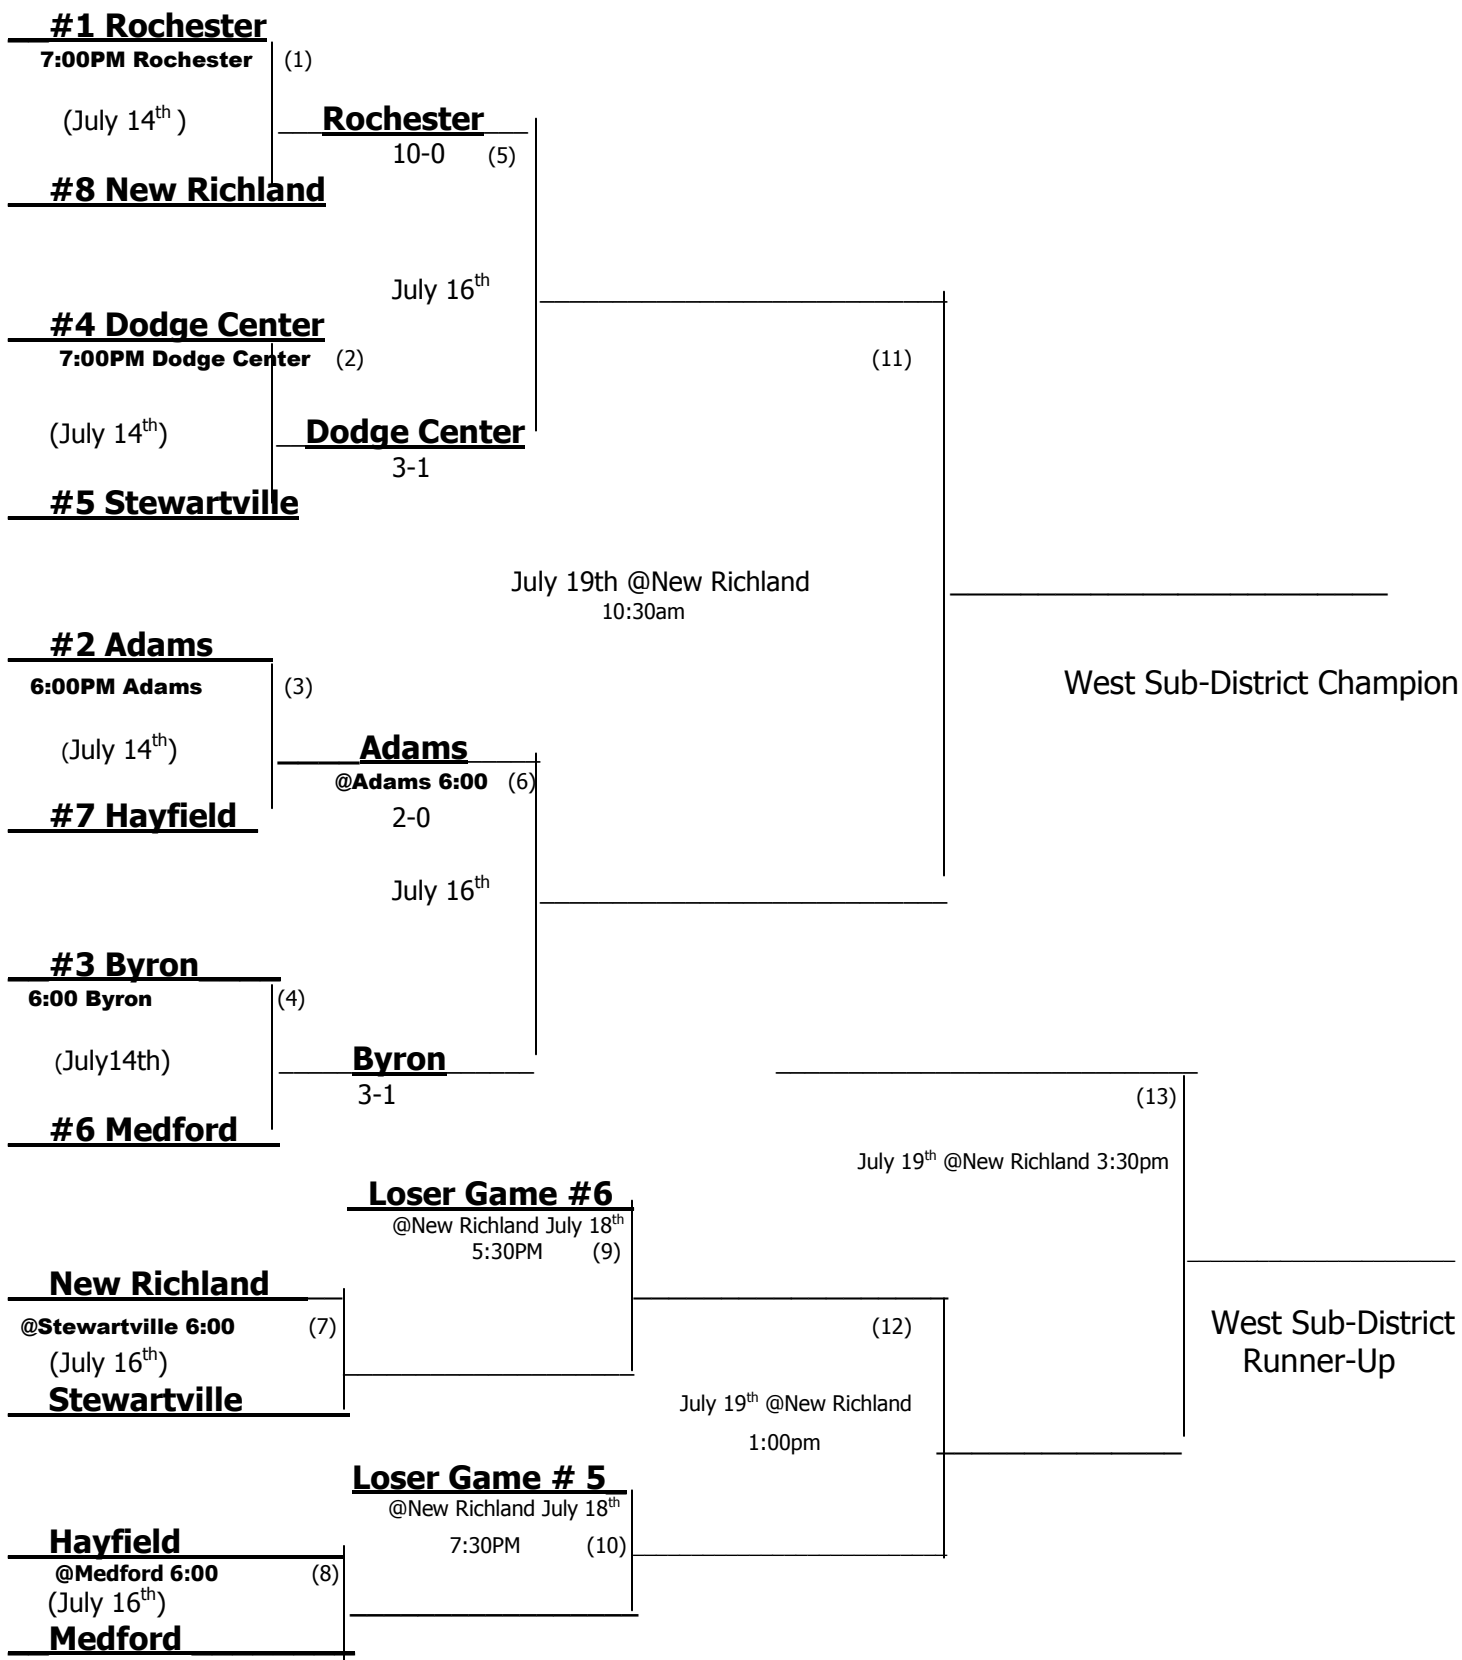 #1 Rochester
7:00PM Rochester (1)
(July 14th )
Rochester
10-0 (5)
#8 New Richland
July 16th
#4 Dodge Center
7:00PM Dodge Center (2)
(11)
(July 14th)
Dodge Center
3-1
#5 Stewartville
July 19th @New Richland
10:30am
#2 Adams
6:00PM Adams (3)
West Sub-District Champion
(July 14th)
Adams
@Adams 6:00 (6)
#7 Hayfield
2-0
July 16th
#3 Byron
6:00 Byron (4)
(July14th)
Byron
3-1
(13)
#6 Medford
July 19th @New Richland 3:30pm
Loser Game #6
@New Richland July 18th
5:30PM (9)
New Richland
@Stewartville 6:00 (7)
(12)
West Sub-District
Runner-Up
(July 16th)
Stewartville
July 19th @New Richland
1:00pm
Loser Game # 5
@New Richland July 18th
7:30PM (10)
Hayfield
@Medford 6:00 (8)
(July 16th)
Medford